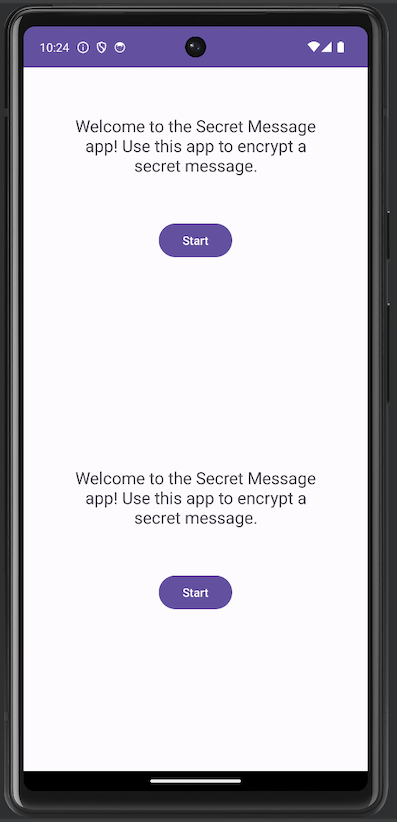 10:24
Welcome to the Secret Message
app! Use this app to encrypt a
secret message.
Start
Welcome to the Secret Message
app! Use this app to encrypt a
secret message.
Start